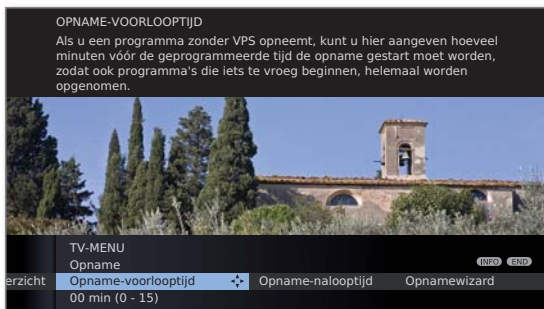 OPNAME-VOORLOOPTIJD
Als u een programma zonder VPS opneemt, kunt u hier aangeven hoeveel
minuten vóór de geprogrammeerde tijd de opname gestart moet worden,
zodat ook programma's die iets te vroeg beginnen, helemaal worden
opgenomen.
TV-MENU
Opname
INFO END
erzicht Opname-voorlooptijd Opname-nalooptijd Opnamewizard
00 min (0 - 15)